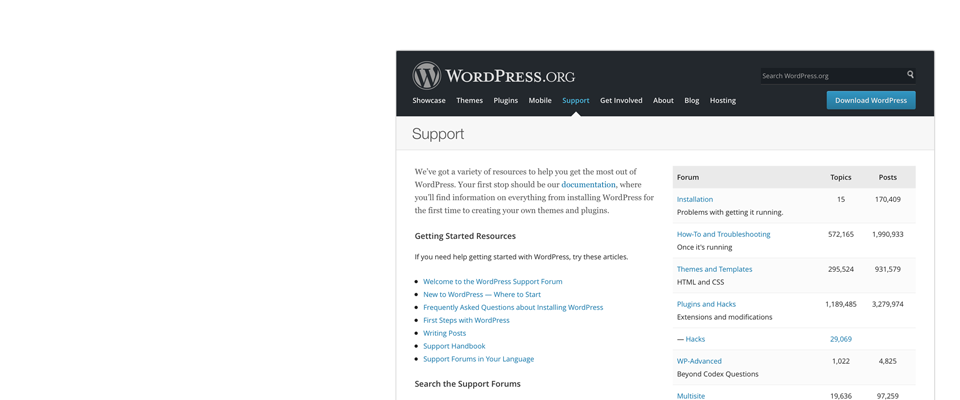 WORDPRESS.ORG
Search WordPress.org
Showcase Themes Plugins Mobile Support Get Involved About Blog Hosting
Download WordPress
Support
We've got a variety of resources to help you get the most out of
WordPress. Your first stop should be our documentation, where
you'll find information on everything from installing WordPress for
the first time to creating your own themes and plugins.
Getting Started Resources
If you need help getting started with WordPress, try these articles.
Welcome to the WordPress Support Forum
New to WordPress — Where to Start
Frequently Asked Questions about Installing WordPress
First Steps with WordPress
Writing Posts
Support Handbook
Support Forums in Your Language
Search the Support Forums
Forum Topics Posts
Installation 15 170,409
Problems with getting it running.
How-To and Troubleshooting 572,165 1,990,933
Once it's running
Themes and Templates 295,524 931,579
HTML and CSS
Plugins and Hacks 1,189,485 3,279,974
Extensions and modifications
— Hacks 29,069
WP-Advanced 1,022 4,825
Beyond Codex Questions
Multisite 19,636 97,259